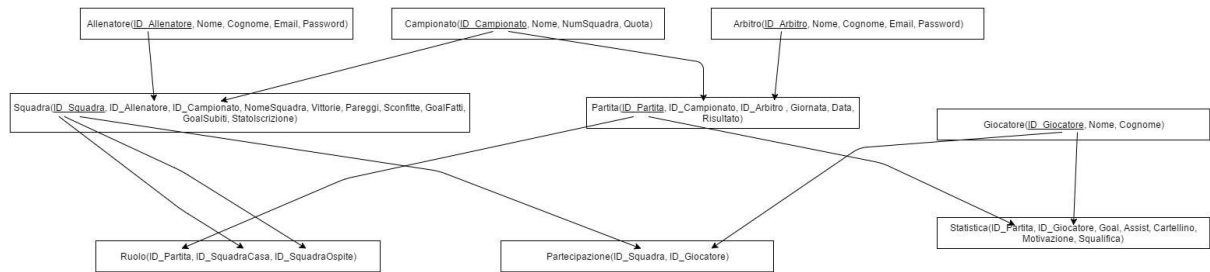 Allenatore(ID_Allenatore, Nome, Cognome, Email, Password)
Campionato(ID_Campionato, Nome, NumSquadra, Quota)
Arbitro(ID_Arbitro, Nome, Cognome, Email, Password)
Squadra(ID_Squadra, ID_Allenatore, ID_Campionato, NomeSquadra, Vittorie, Pareggi, Sconfitte, GoalFatti,
GoalSubiti, StatoIscrizione)
Partita(ID_Partita, ID_Campionato, ID_Arbitro , Giornata, Data,
Risultato)
Giocatore(ID_Giocatore, Nome, Cognome)
Ruolo(ID_Partita, ID_SquadraCasa, ID_SquadraOspite)
Partecipazione(ID_Squadra, ID_Giocatore)
Statistica(ID_Partita, ID_Giocatore, Goal, Assist, Cartellino,
Motivazione, Squalifica)